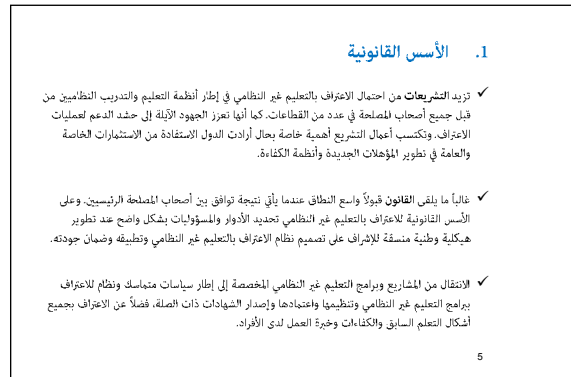 1. الأسس القانونية
✓ تزيد التشريعات من احتمال الاعتراف بالتعليم غير النظامي في إطار أنظمة التعليم والتدريب النظاميين من
قبل جميع أصحاب المصلحة في عدد من القطاعات. كما أنها تعزز الجهود الآيلة إلى حشد الدعم لعمليات
الاعتراف. وتكتسب أعمال التشريع أهمية خاصة بحال أرادت الدول الاستفادة من الاستثمارات الخاصة
والعامة في تطوير المؤهلات الجديدة وأنظمة الكفاءة.
✓ غالباً ما يلقى القانون قبولاً واسع النطاق عندما يأتي نتيجة توافق بين أصحاب المصلحة الرئيسيين. وعلى
الأسس القانونية للاعتراف بالتعليم غير النظامي تحديد الأدوار والمسؤوليات بشكل واضح عند تطوير
هيكلية وطنية منسقة للإشراف على تصميم نظام الاعتراف بالتعليم غير النظامي وتطبيقه وضمان جودته.
✓ الانتقال من المشاريع وبرامج التعليم غير النظامي المخصصة إلى إطار سياسات متماسك ونظام للاعتراف
ببرامج التعليم غير النظامي وتنظيمها واعتمادها وإصدار الشهادات ذات الصلة، فضلاً عن الاعتراف بجميع
أشكال التعلم السابق والكفاءات وخبرة العمل لدى الأفراد.
5